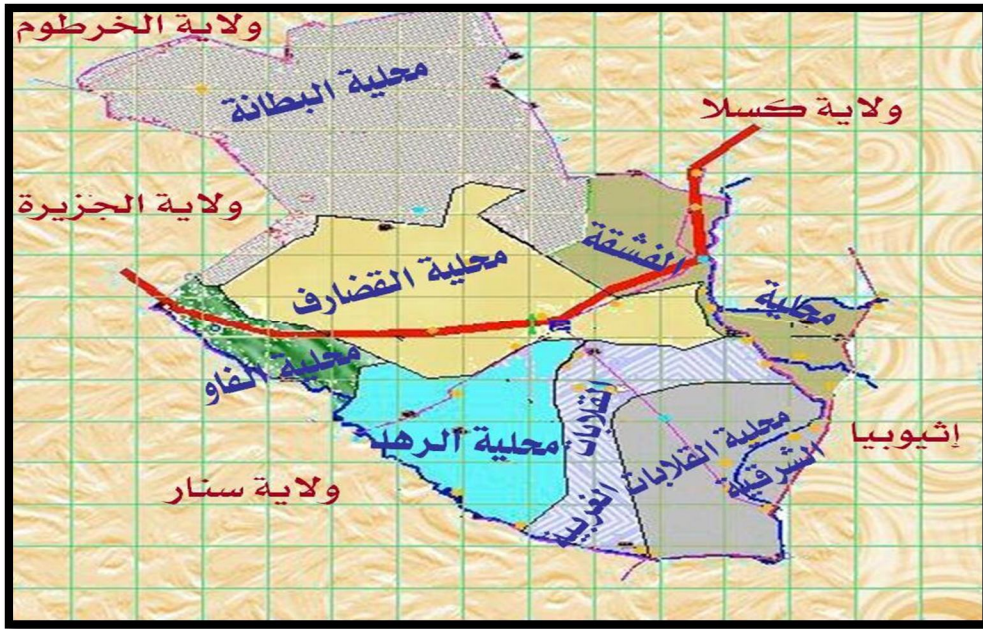 ولاية الخرطوم
محلية البطانة
ولاية كسلا
ولاية الجزيرة
الفشقة
محلية القضارف
محلية
محلية الفاو
القلابات
الغربية
محلية الرهد
محلية القلابات
الشرقية
إثيوبيا
ولاية سنار